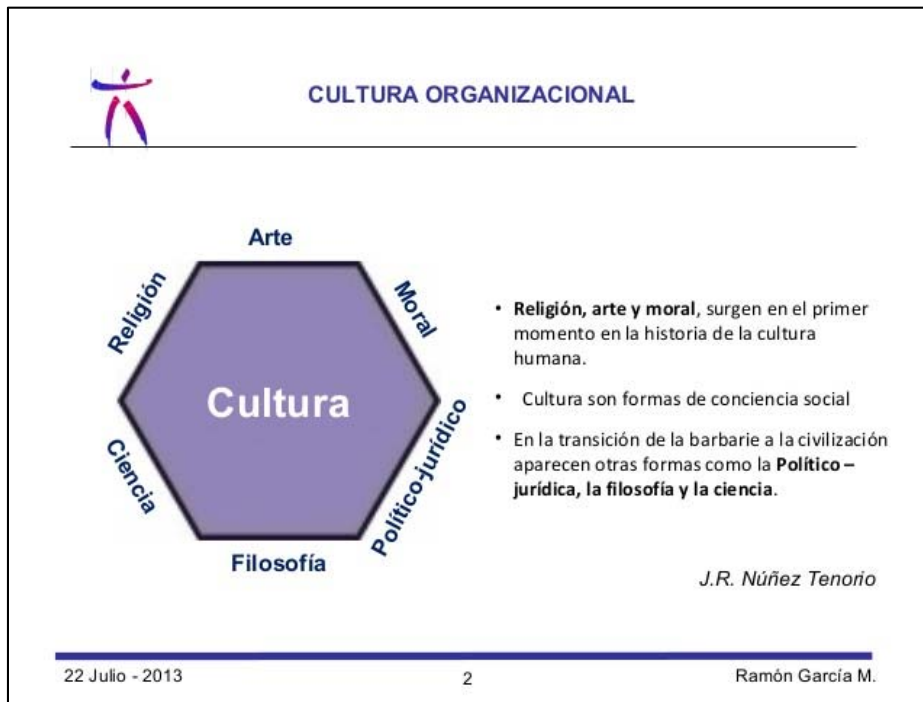 CULTURA ORGANIZACIONAL
Arte
Religión
Moral
Cultura
Ciencia
Político-jurídico
Filosofía
• Religión, arte y moral, surgen en el primer
momento en la historia de la cultura
humana.
• Cultura son formas de conciencia social
• En la transición de la barbarie a la civilización
aparecen otras formas como la Político –
jurídica, la filosofía y la ciencia.
J.R. Núñez Tenorio
22 Julio - 2013
2
Ramón García M.